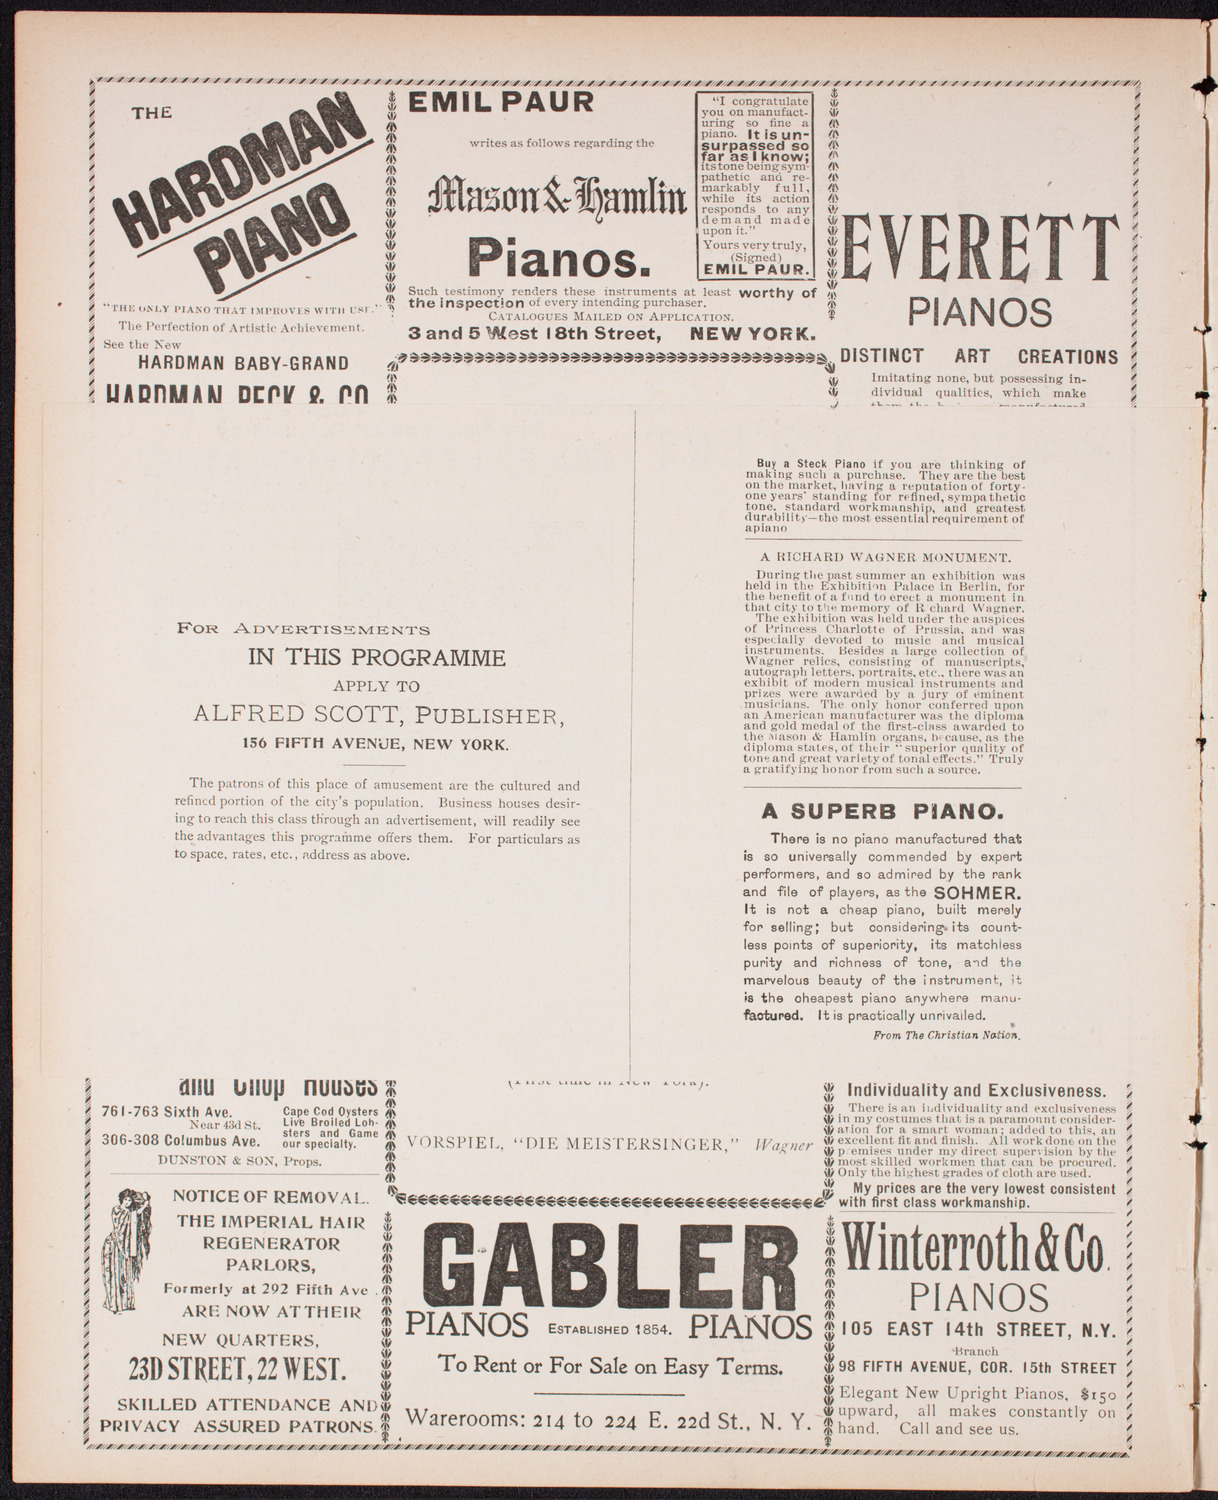 THE
HARDMAN
PIANO
"THE ONLY PIANO THAT IMPROVES WITH USE."
The Perfection of Artistic Achievement.
See the New
HARDMAN BABY-GRAND
HARDMAN PECK & CO
EMIL PAUR
writes as follows regarding the
Mason & Hamlin
Pianos.
"I congratulate
you on manufact-
uring so fine a
piano. It is un-
surpassed so
far as I know;
its tone being sym-
pathetic and re-
markably full,
while its action
responds to any
demand made
upon it."
Yours very truly,
(Signed)
EMIL PAUR.
Such testimony renders these instruments at least worthy of
the inspection of every intending purchaser.
CATALOGUES MAILED ON APPLICATION.
3 and 5 West 18th Street, NEW YORK.
EVERETT
PIANOS
DISTINCT ART CREATIONS
Imitating none, but possessing in-
dividual qualities, which make
FOR ADVERTISEMENTS
IN THIS PROGRAMME
APPLY TO
ALFRED SCOTT, PUBLISHER,
156 FIFTH AVENUE, NEW YORK.
The patrons of this place of amusement are the cultured and
refined portion of the city's population. Business houses desir-
ing to reach this class through an advertisement, will readily see
the advantages this programme offers them. For particulars as
to space, rates, etc., address as above.
Buy a Steck Piano if you are thinking of
making such a purchase. They are the best
on the market, having a reputation of forty-
one years' standing for refined, sympathetic
tone, standard workmanship, and greatest
durability—the most essential requirement of
apiano
A RICHARD WAGNER MONUMENT.
During the past summer an exhibition was
held in the Exhibition Palace in Berlin, for
the benefit of a fund to erect a monument in
that city to the memory of R chard Wagner.
The exhibition was held under the auspices
of Princess Charlotte of Prussia, and was
especially devoted to music and musical
instruments. Besides a large collection of
Wagner relics, consisting of manuscripts,
autograph letters, portraits, etc., there was an
exhibit of modern musical instruments and
prizes were awarded by a jury of eminent
musicians. The only honor conferred upon
an American manufacturer was the diploma
and gold medal of the first-class awarded to
the Mason & Hamlin organs, because, as the
diploma states, of their "superior quality of
tone and great variety of tonal effects." Truly
a gratifying honor from such a source.
A SUPERB PIANO.
There is no piano manufactured that
is so universally commended by expert
performers, and so admired by the rank
and file of players, as the SOHMER.
It is not a cheap piano, built merely
for selling; but considering its count-
less points of superiority, its matchless
purity and richness of tone, and the
marvelous beauty of the instrument, it
is the cheapest piano anywhere manu-
factured. It is practically unrivailed.
From The Christian Nation.
and Chop Houses
761-763 Sixth Ave.
Near 43d St.
306-308 Columbus Ave.
Cape Cod Oysters
Live Broiled Lob-
sters and Game
our specialty.
DUNSTON & SON, Props.
NOTICE OF REMOVAL.
THE IMPERIAL HAIR
REGENERATOR
PARLORS,
Formerly at 292 Fifth Ave.
ARE NOW AT THEIR
NEW QUARTERS,
23D STREET, 22 WEST.
SKILLED ATTENDANCE AND
PRIVACY ASSURED PATRONS.
(First time in New York).
VORSPIEL, "DIE MEISTERSINGER," Wagner
GABLER
PIANOS ESTABLISHED 1854. PIANOS
To Rent or For Sale on Easy Terms.
Warerooms: 214 to 224 E. 22d St., N. Y.
Individuality and Exclusiveness.
There is an individuality and exclusiveness
in my costumes that is a paramount consider-
ation for a smart woman; added to this, an
excellent fit and finish. All work done on the
premises under my direct supervision by the
most skilled workmen that can be procured.
Only the highest grades of cloth are used.
My prices are the very lowest consistent
with first class workmanship.
Winterroth & Co.
PIANOS
105 EAST 14th STREET, N.Y.
Branch
98 FIFTH AVENUE, COR. 15th STREET
Elegant New Upright Pianos, $150
upward, all makes constantly on
hand. Call and see us.